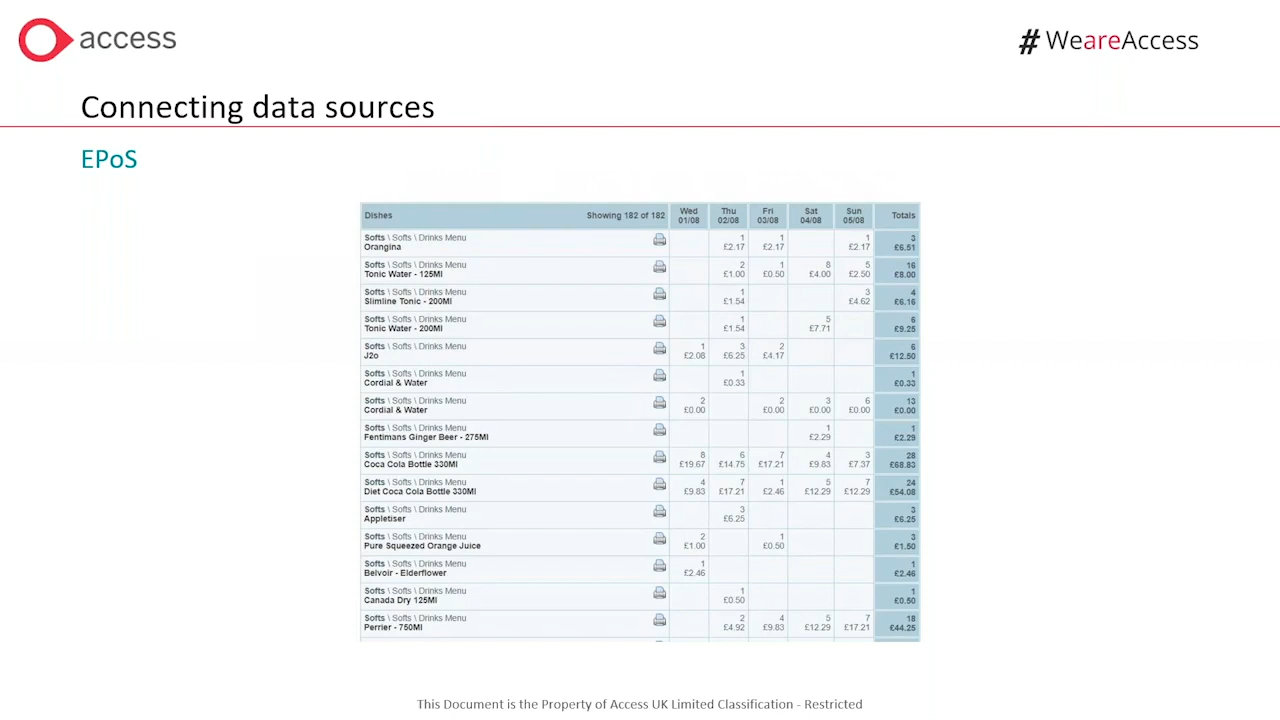 access
# WeareAccess
Connecting data sources
EPoS
Dishes Showing 182 of 182 Wed 01/08 Thu 02/08 Fri 03/08 Sat 04/08 Sun 05/08 Totals
Softs \ Softs \ Drinks Menu 1 1 1 3
Orangina £2.17 £2.17 £2.17 £6.51
Softs \ Softs \ Drinks Menu 2 1 8 5 16
Tonic Water - 125Ml £1.00 £0.50 £4.00 £2.50 £8.00
Softs \ Softs \ Drinks Menu 1 3 4
Slimline Tonic - 200Ml £1.54 £4.62 £6.16
Softs \ Softs \ Drinks Menu 1 5 6
Tonic Water - 200Ml £1.54 £7.71 £9.25
Softs \ Softs \ Drinks Menu 1 3 2 6
J2o £2.08 £6.25 £4.17 £12.50
Softs \ Softs \ Drinks Menu 1 1
Cordial & Water £0.33 £0.33
Softs \ Softs \ Drinks Menu 2 2 3 6 13
Cordial & Water £0.00 £0.00 £0.00 £0.00 £0.00
Softs \ Softs \ Drinks Menu 1 1
Fentimans Ginger Beer - 275Ml £2.29 £2.29
Softs \ Softs \ Drinks Menu 8 6 7 4 3 28
Coca Cola Bottle 330Ml £19.67 £14.75 £17.21 £9.83 £7.37 £68.83
Softs \ Softs \ Drinks Menu 4 7 1 5 7 24
Diet Coca Cola Bottle 330Ml £9.83 £17.21 £2.46 £12.29 £12.29 £54.08
Softs \ Softs \ Drinks Menu 3 3
Appletiser £6.25 £6.25
Softs \ Softs \ Drinks Menu 2 1 3
Pure Squeezed Orange Juice £1.00 £0.50 £1.50
Softs \ Softs \ Drinks Menu 1 1
Belvoir - Elderflower £2.46 £2.46
Softs \ Softs \ Drinks Menu 1 1
Canada Dry 125Ml £0.50 £0.50
Softs \ Softs \ Drinks Menu 2 4 5 7 18
Perrier - 750Ml £4.92 £9.83 £12.29 £17.21 £44.25
This Document is the Property of Access UK Limited Classification - Restricted